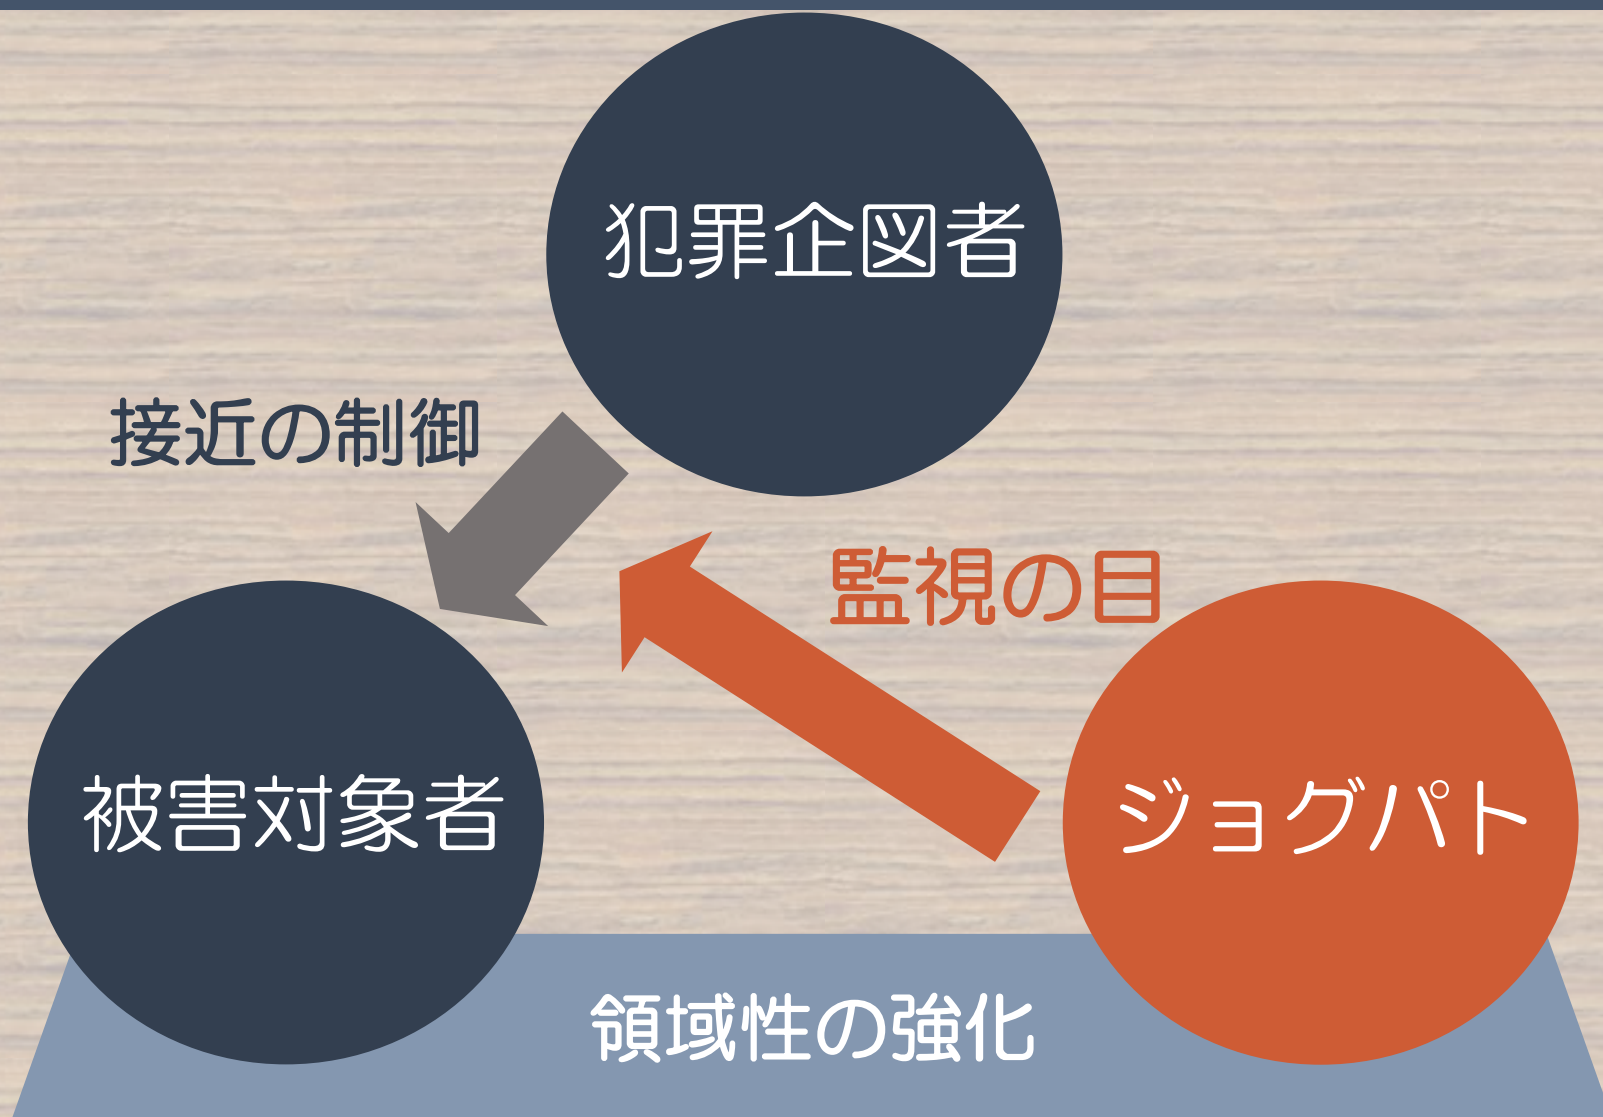 犯罪企図者
接近の制御
監視の目
被害対象者
ジョグパト
領域性の強化